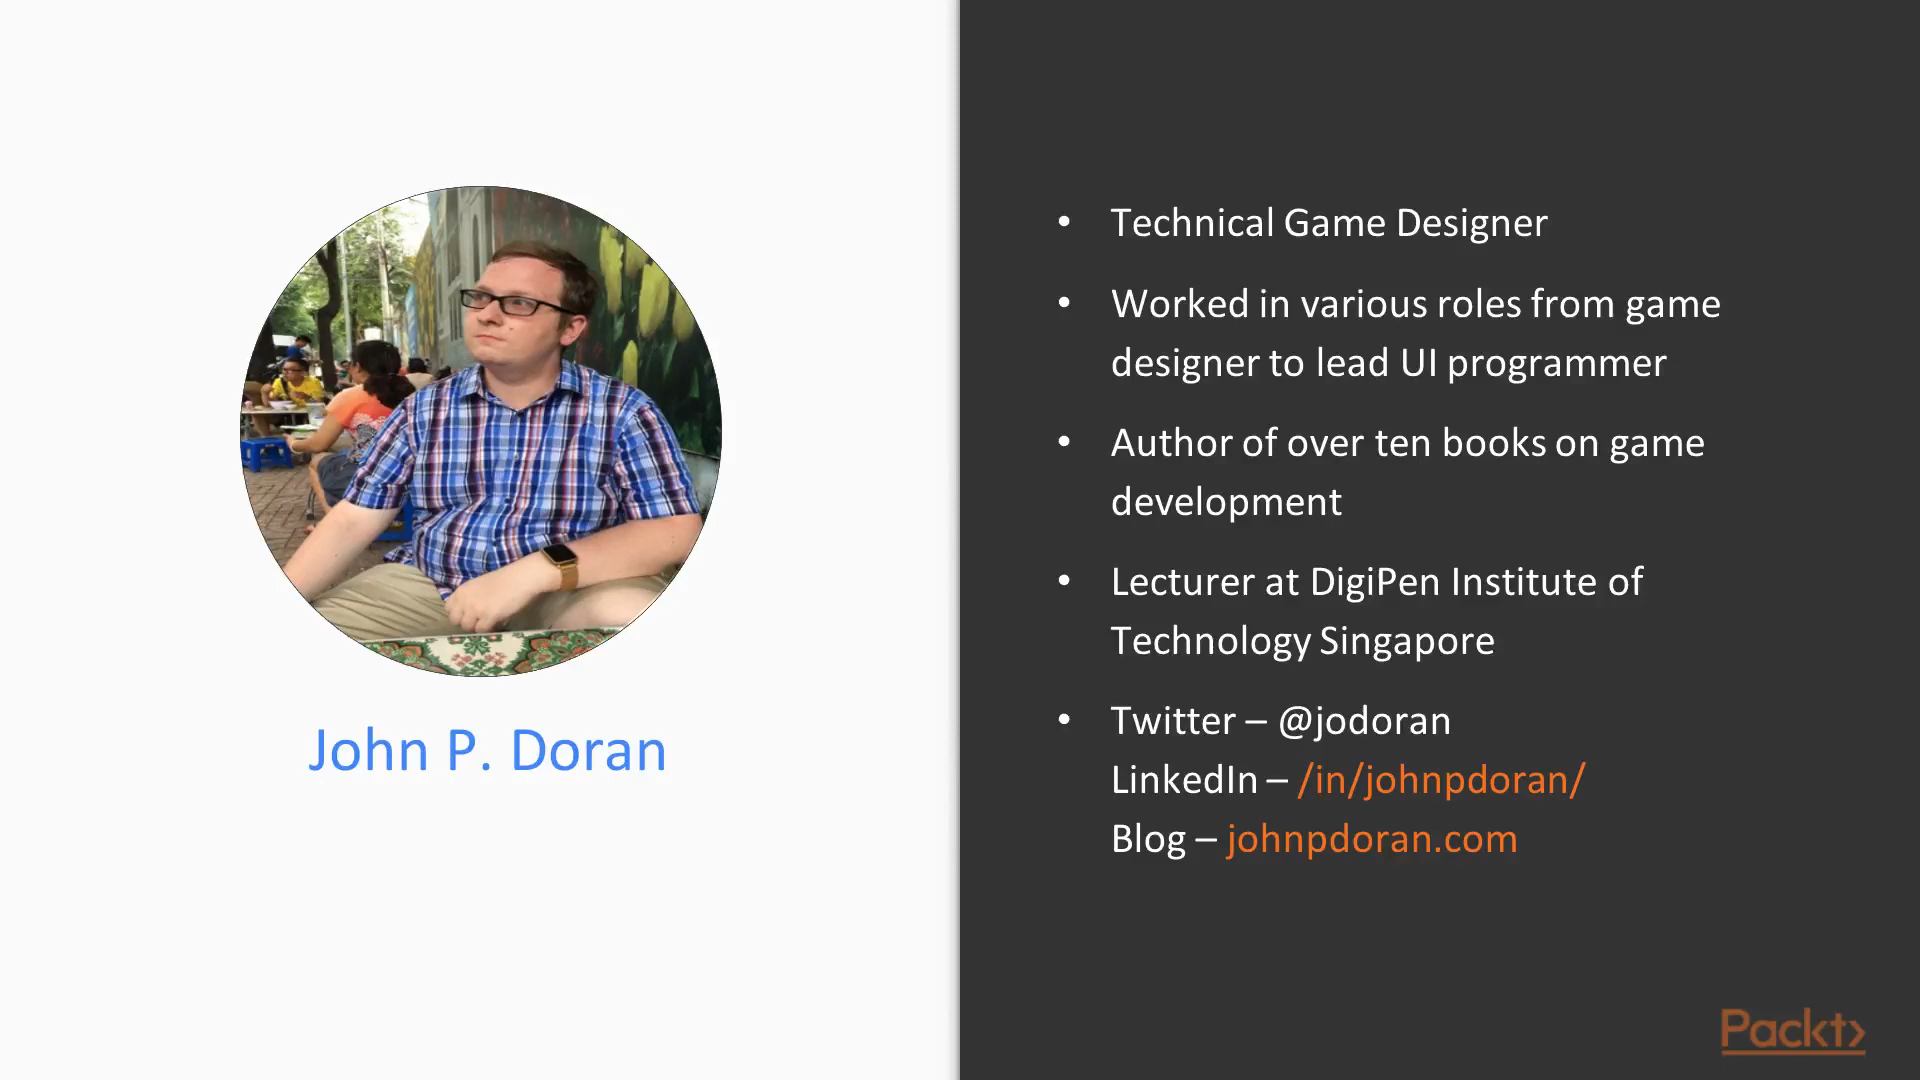 John P. Doran
• Technical Game Designer
• Worked in various roles from game
designer to lead UI programmer
• Author of over ten books on game
development
• Lecturer at DigiPen Institute of
Technology Singapore
• Twitter – @jodoran
LinkedIn – /in/johnpdoran/
Blog – johnpdoran.com
Packt>